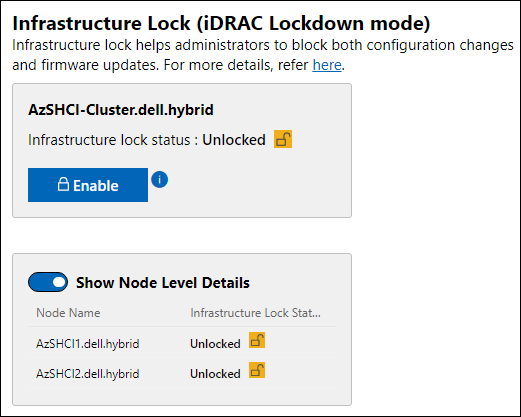 Infrastructure Lock (iDRAC Lockdown mode)
Infrastructure lock helps administrators to block both configuration changes
and firmware updates. For more details, refer here.
AzSHCI-Cluster.dell.hybrid
Infrastructure lock status : Unlocked
Enable
i
Show Node Level Details
Node Name Infrastructure Lock Stat...
AzSHCI1.dell.hybrid Unlocked
AzSHCI2.dell.hybrid Unlocked